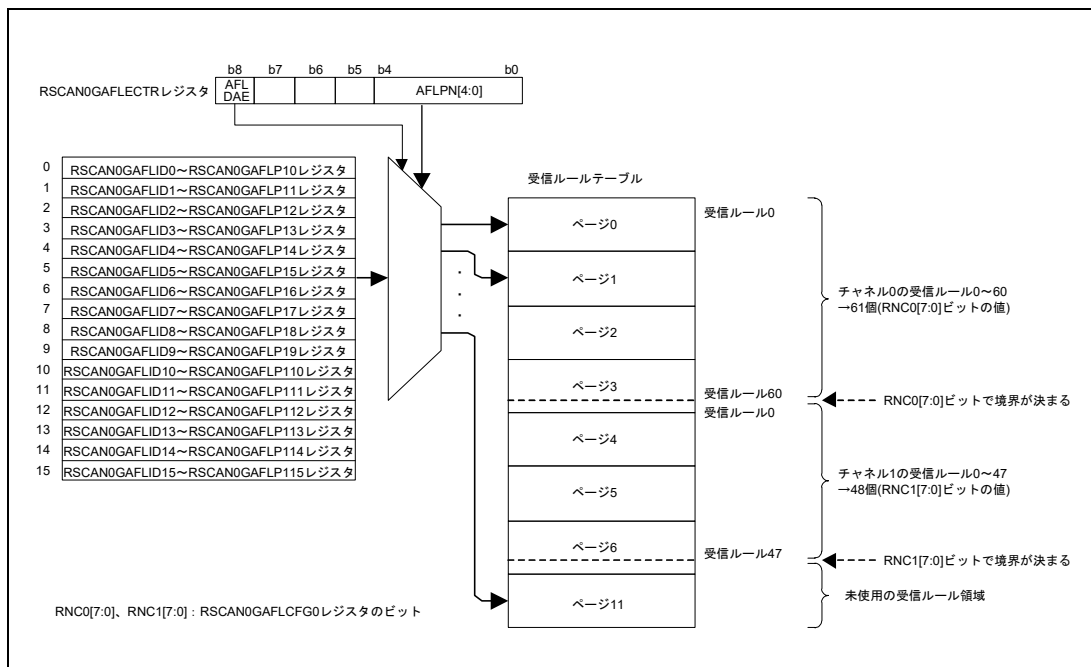 b8 b7 b6 b5 b4 b0
RSCAN0GAFLECTRレジスタ
AFL
DAE
AFLPN[4:0]
0 RSCAN0GAFLID0～RSCAN0GAFLP10レジスタ
1 RSCAN0GAFLID1～RSCAN0GAFLP11レジスタ
2 RSCAN0GAFLID2～RSCAN0GAFLP12レジスタ
3 RSCAN0GAFLID3～RSCAN0GAFLP13レジスタ
4 RSCAN0GAFLID4～RSCAN0GAFLP14レジスタ
5 RSCAN0GAFLID5～RSCAN0GAFLP15レジスタ
6 RSCAN0GAFLID6～RSCAN0GAFLP16レジスタ
7 RSCAN0GAFLID7～RSCAN0GAFLP17レジスタ
8 RSCAN0GAFLID8～RSCAN0GAFLP18レジスタ
9 RSCAN0GAFLID9～RSCAN0GAFLP19レジスタ
10 RSCAN0GAFLID10～RSCAN0GAFLP110レジスタ
11 RSCAN0GAFLID11～RSCAN0GAFLP111レジスタ
12 RSCAN0GAFLID12～RSCAN0GAFLP112レジスタ
13 RSCAN0GAFLID13～RSCAN0GAFLP113レジスタ
14 RSCAN0GAFLID14～RSCAN0GAFLP114レジスタ
15 RSCAN0GAFLID15～RSCAN0GAFLP115レジスタ
受信ルールテーブル
ページ0
ページ1
ページ2
ページ3
ページ4
ページ5
ページ6
ページ11
受信ルール0
受信ルール60
受信ルール0
受信ルール47
チャネル0の受信ルール0～60
→61個(RNC0[7:0]ビットの値)
RNC0[7:0]ビットで境界が決まる
チャネル1の受信ルール0～47
→48個(RNC1[7:0]ビットの値)
RNC1[7:0]ビットで境界が決まる
未使用の受信ルール領域
RNC0[7:0]、RNC1[7:0]：RSCAN0GAFLCFG0レジスタのビット